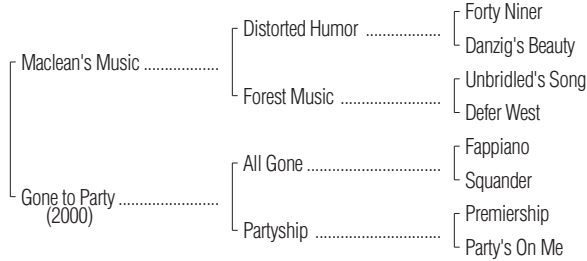 Forty Niner
Distorted Humor ..................
Danzig's Beauty
Maclean's Music ..................
Unbridled's Song
Forest Music ........................
Defer West
Fappiano
All Gone ................................
Squander
Gone to Party ........................
(2000)
Premiership
Partyship ..............................
Party's On Me